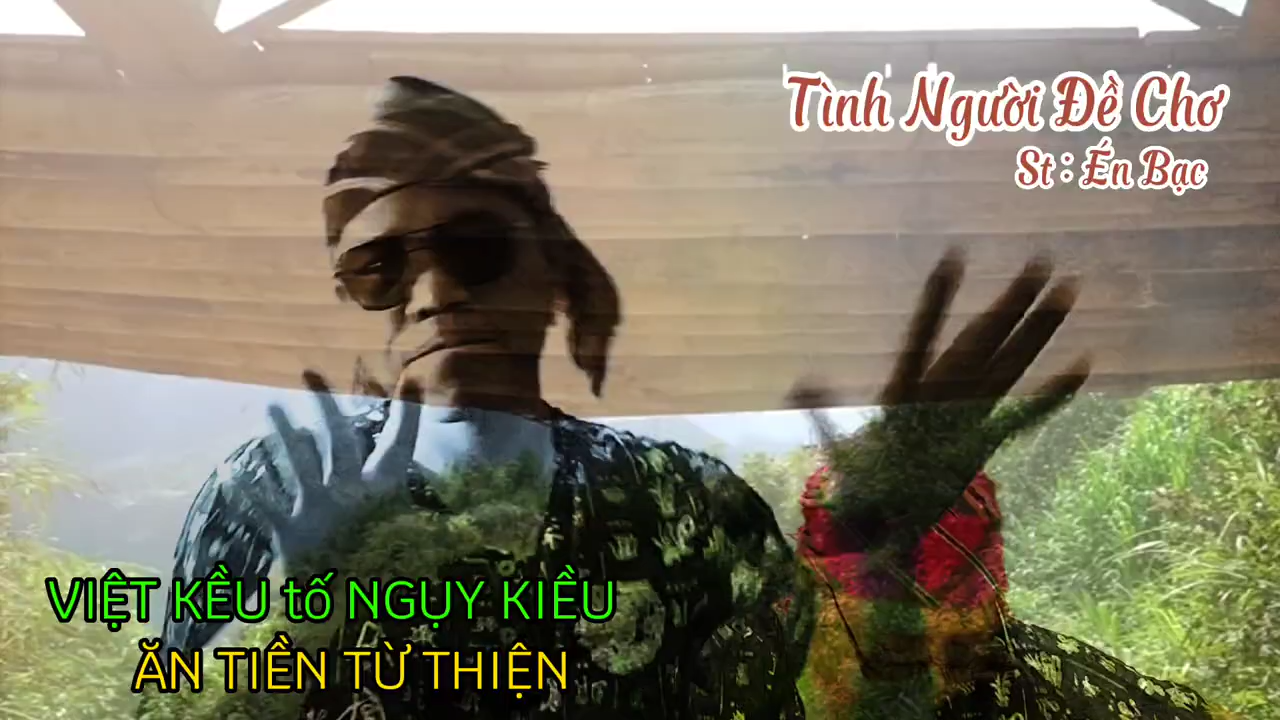 Tình Người Đề Chơ
St : Én Bạc
VIỆT KỀU tố NGỤY KIỀU
ĂN TIỀN TỪ THIỆN